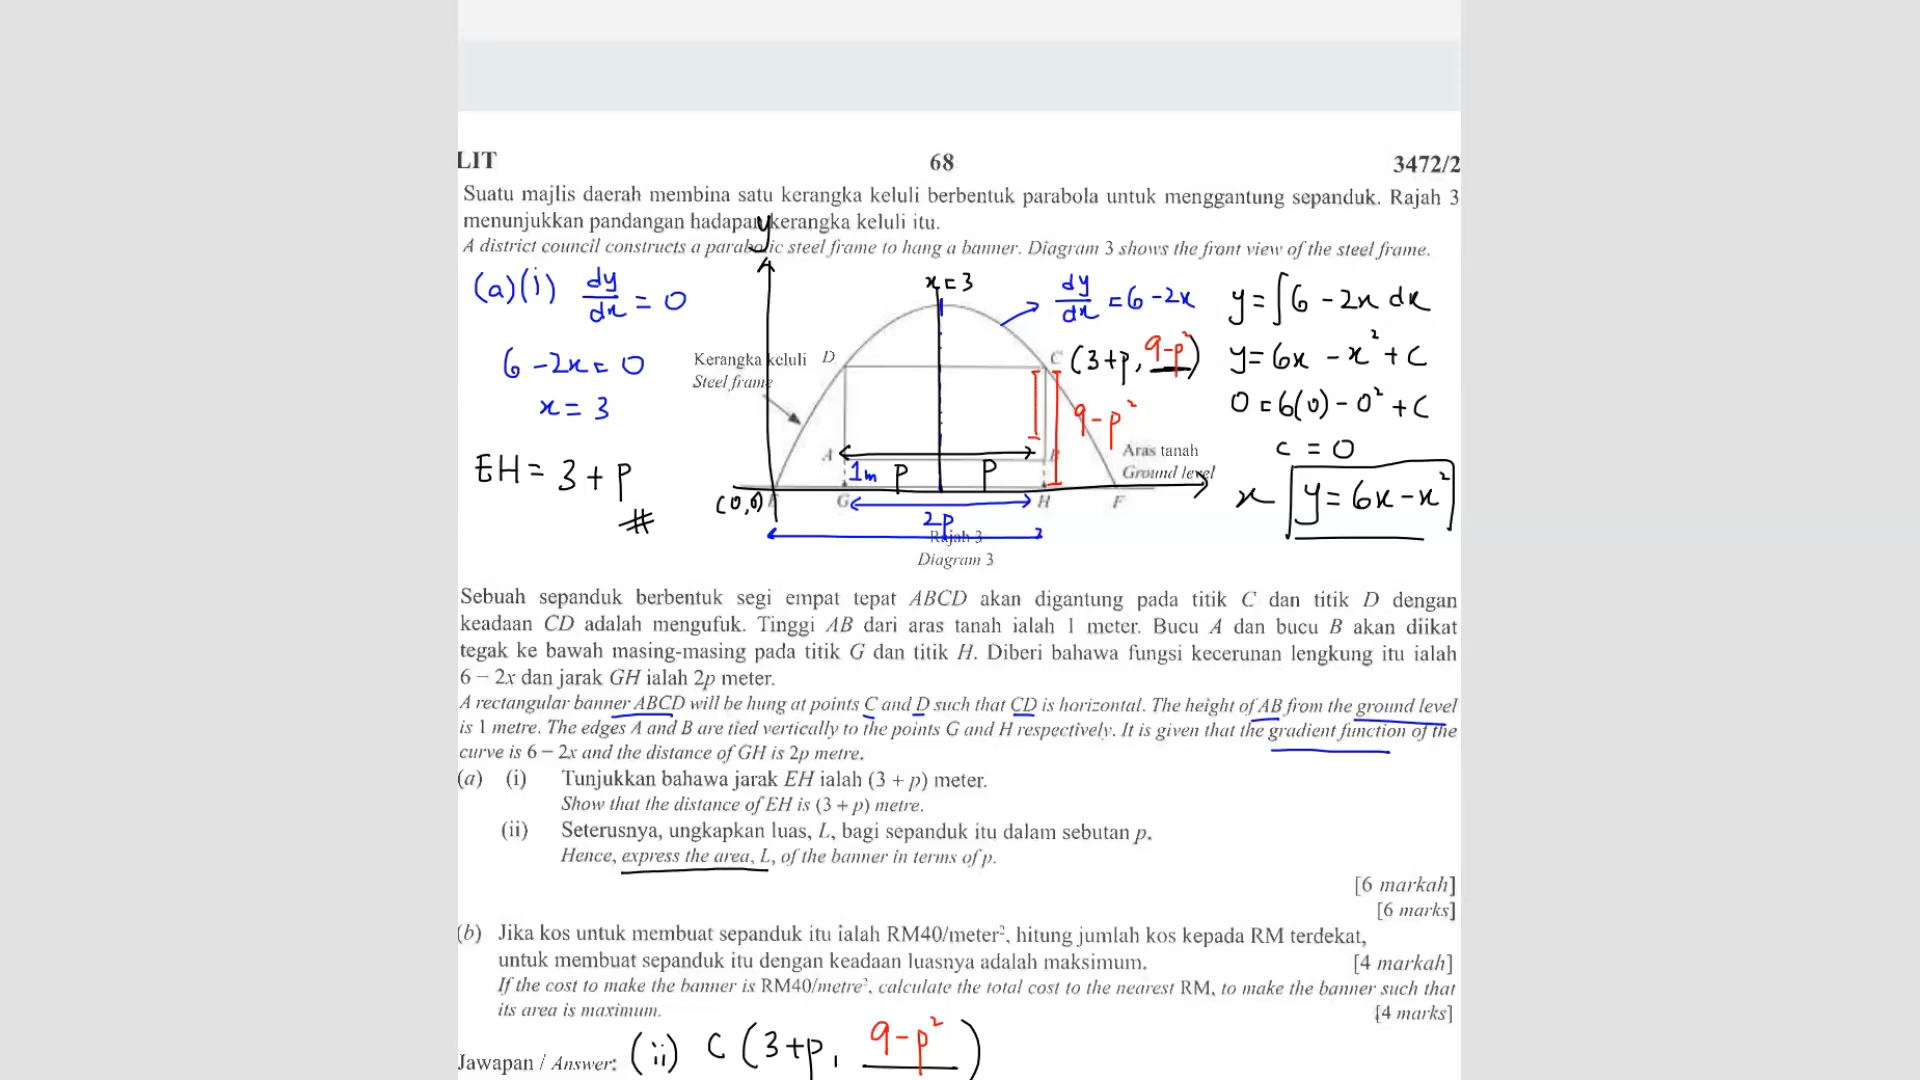 LIT 68 3472/2
Suatu majlis daerah membina satu kerangka keluli berbentuk parabola untuk menggantung sepanduk. Rajah 3
menunjukkan pandangan hadapan kerangka keluli itu.
A district council constructs a parabolic steel frame to hang a banner. Diagram 3 shows the front view of the steel frame.
(a)(i) dy/dx = 0
6 - 2x = 0
x = 3
EH = 3 + p
#
y
x = 3
dy/dx = 6 - 2x
Kerangka keluli
Steel frame
D
C (3+p, 9-p²)
9-p²
A
1m p p
Aras tanah
Ground level
x
(0,0) G H F
2p
Rajah 3
Diagram 3
y = ∫6 - 2x dx
y = 6x - x² + c
0 = 6(0) - 0² + c
c = 0
y = 6x - x²
Sebuah sepanduk berbentuk segi empat tepat ABCD akan digantung pada titik C dan titik D dengan
keadaan CD adalah mengufuk. Tinggi AB dari aras tanah ialah 1 meter. Bucu A dan bucu B akan diikat
tegak ke bawah masing-masing pada titik G dan titik H. Diberi bahawa fungsi kecerunan lengkung itu ialah
6 – 2x dan jarak GH ialah 2p meter.
A rectangular banner ABCD will be hung at points C and D such that CD is horizontal. The height of AB from the ground level
is 1 metre. The edges A and B are tied vertically to the points G and H respectively. It is given that the gradient function of the
curve is 6 – 2x and the distance of GH is 2p metre.
(a) (i) Tunjukkan bahawa jarak EH ialah (3 + p) meter.
Show that the distance of EH is (3 + p) metre.
(ii) Seterusnya, ungkapkan luas, L, bagi sepanduk itu dalam sebutan p.
Hence, express the area, L, of the banner in terms of p.
[6 markah]
[6 marks]
(b) Jika kos untuk membuat sepanduk itu ialah RM40/meter², hitung jumlah kos kepada RM terdekat,
untuk membuat sepanduk itu dengan keadaan luasnya adalah maksimum. [4 markah]
If the cost to make the banner is RM40/metre², calculate the total cost to the nearest RM, to make the banner such that
its area is maximum. [4 marks]
Jawapan / Answer: (ii) C (3+p, 9-p²)